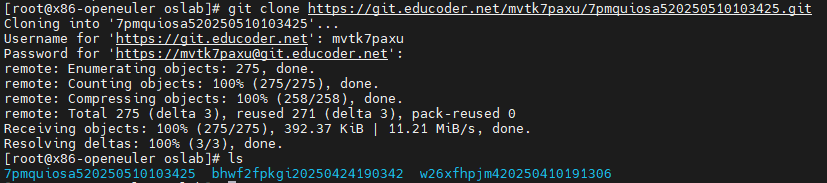 [root@x86-openeuler oslab]# git clone https://git.educoder.net/mvtk7paxu/7pmquiosa520250510103425.git
Cloning into '7pmquiosa520250510103425'...
Username for 'https://git.educoder.net': mvtk7paxu
Password for 'https://mvtk7paxu@git.educoder.net':
remote: Enumerating objects: 275, done.
remote: Counting objects: 100% (275/275), done.
remote: Compressing objects: 100% (258/258), done.
remote: Total 275 (delta 3), reused 271 (delta 3), pack-reused 0
Receiving objects: 100% (275/275), 392.37 KiB | 11.21 MiB/s, done.
Resolving deltas: 100% (3/3), done.
[root@x86-openeuler oslab]# ls
7pmquiosa520250510103425  bhwf2fpkgi20250424190342  w26xfhpjm420250410191306